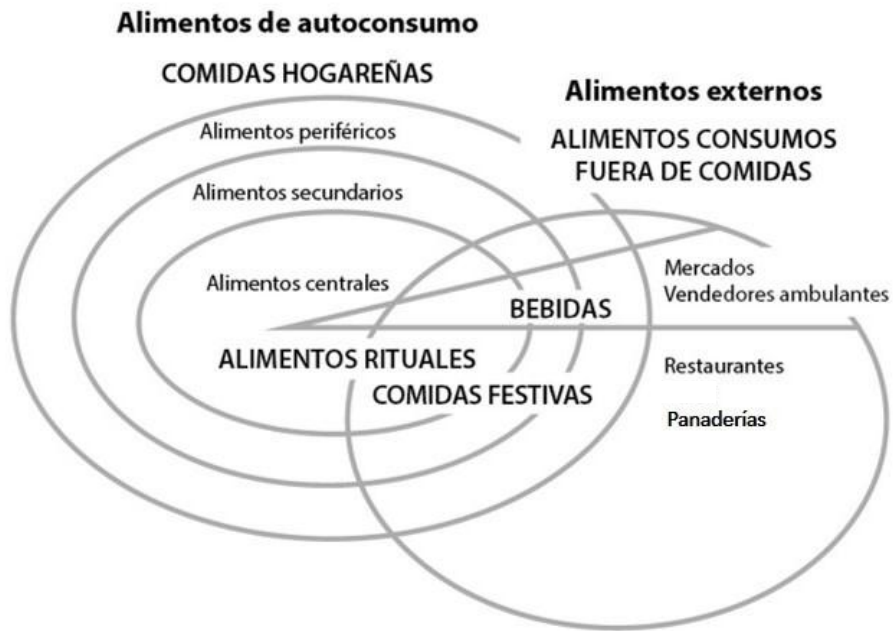 Alimentos de autoconsumo
COMIDAS HOGAREÑAS
Alimentos externos
ALIMENTOS CONSUMOS
FUERA DE COMIDAS
Alimentos periféricos
Alimentos secundarios
Alimentos centrales
Mercados
Vendedores ambulantes
BEBIDAS
ALIMENTOS RITUALES
Restaurantes
COMIDAS FESTIVAS
Panaderías